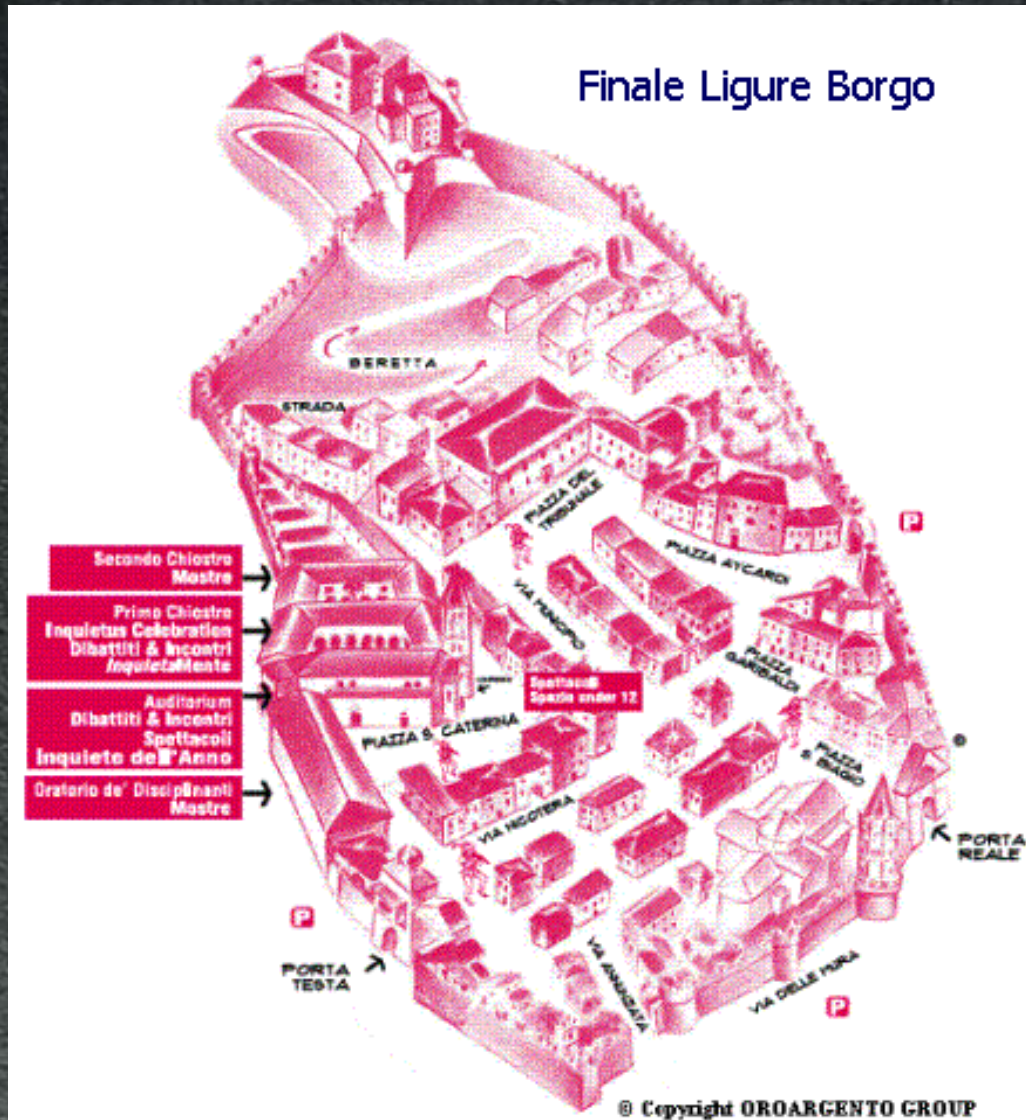 Finale Ligure Borgo
BERETTA
STRADA
PIAZZA DEL
TRIBUNALE
P
PIAZZA AYCARDI
VIA MUNICIPIO
Secondo Chiostro
Mostre
Primo Chiostro
Inquietus Celebration
Dibattiti & Incontri
InquietaMente
PIAZZA
GARIBALDI
Spettacoli
Spazio under 12
Auditorium
Dibattiti & Incontri
Spettacoli
Inquieto dell'Anno
PIAZZA S. CATERINA
PIAZZA
S. BIAGIO
Oratorio de' Disciplinanti
Mostre
VIA NICOTERA
PORTA
REALE
P
PORTA
TESTA
VIA ANNUNZIATA
VIA DELLE MURA
P
© Copyright OROARGENTO GROUP